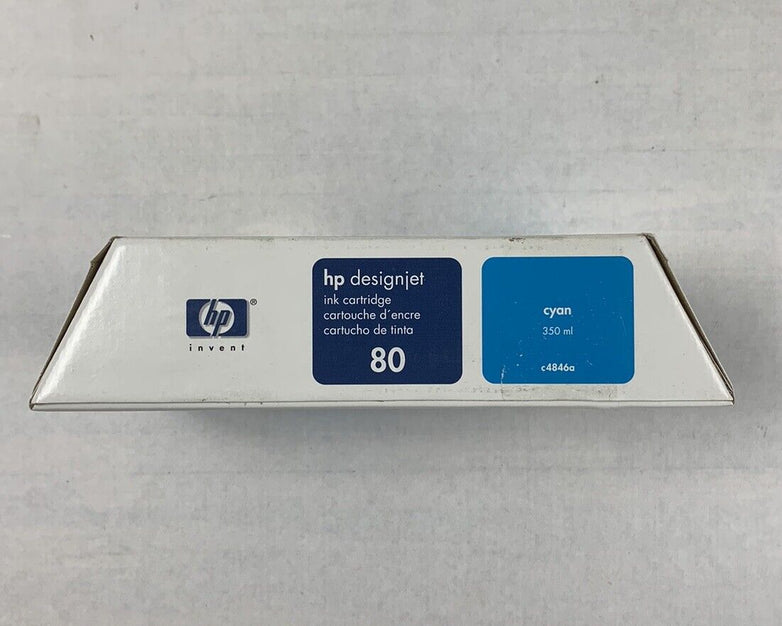 hp®
invent
hp designjet
ink cartridge
cartouche d'encre
cartucho de tinta
80
cyan
350 ml
c4846a